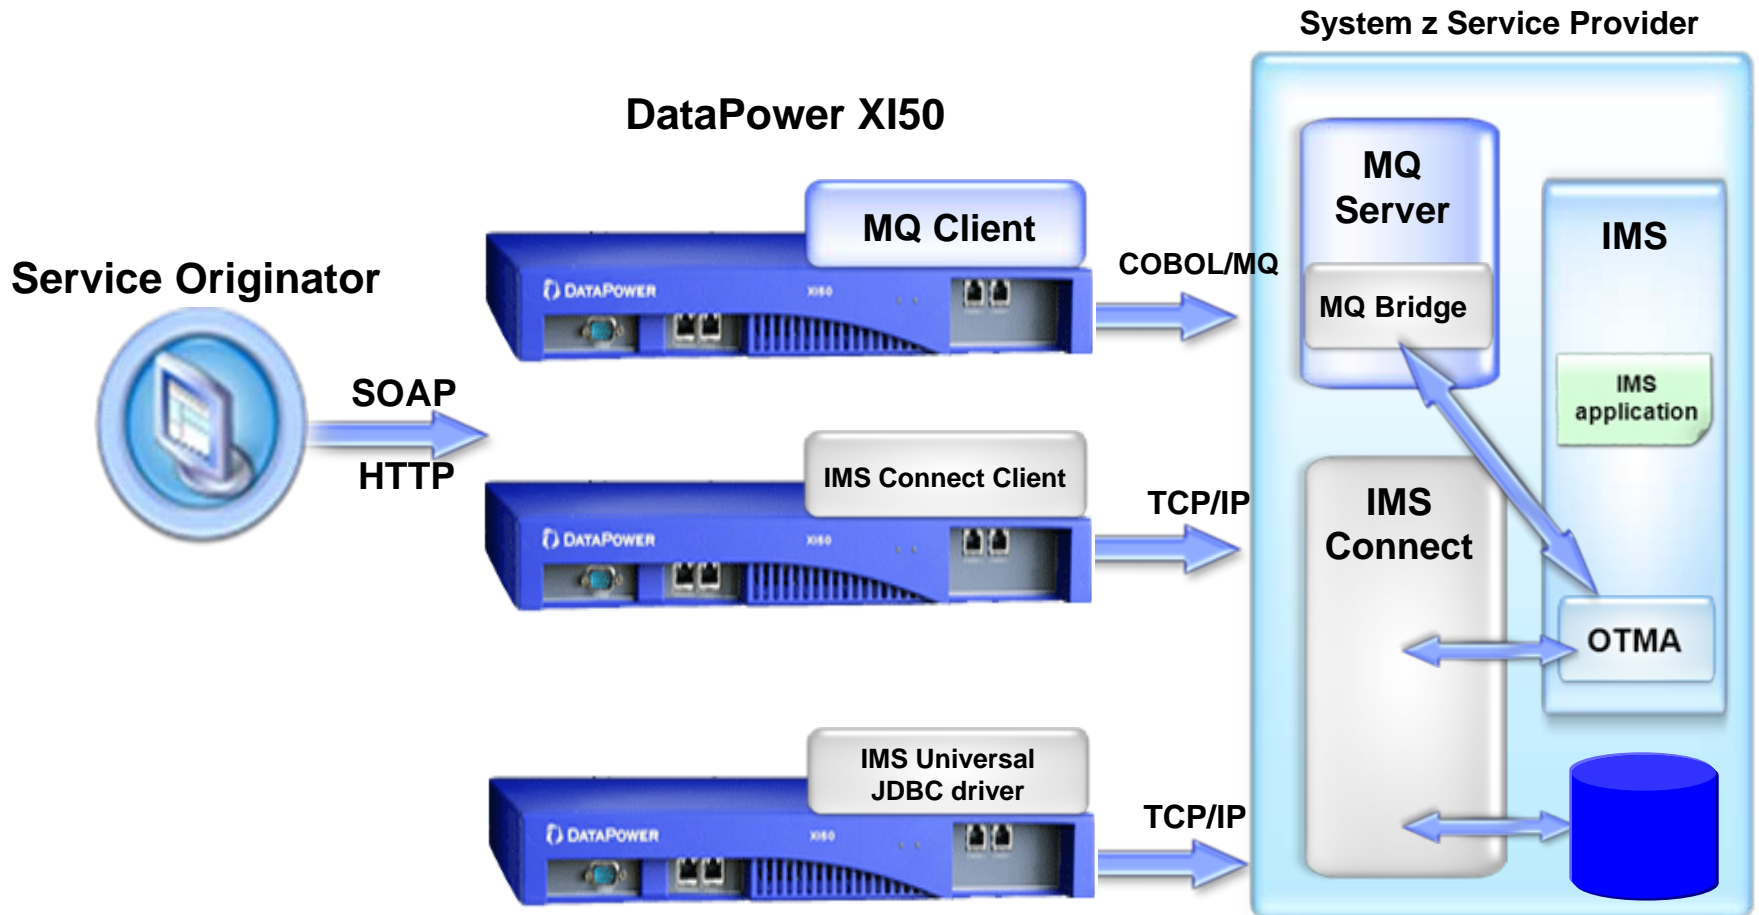 System z Service Provider
DataPower XI50
MQ
Server
MQ Client
IMS
Service Originator
COBOL/MQ
MQ Bridge
DATAPOWER
XI50
SOAP
IMS
application
HTTP
IMS Connect Client
TCP/IP
IMS
Connect
DATAPOWER
XI50
OTMA
IMS Universal
JDBC driver
TCP/IP
DATAPOWER
XI50